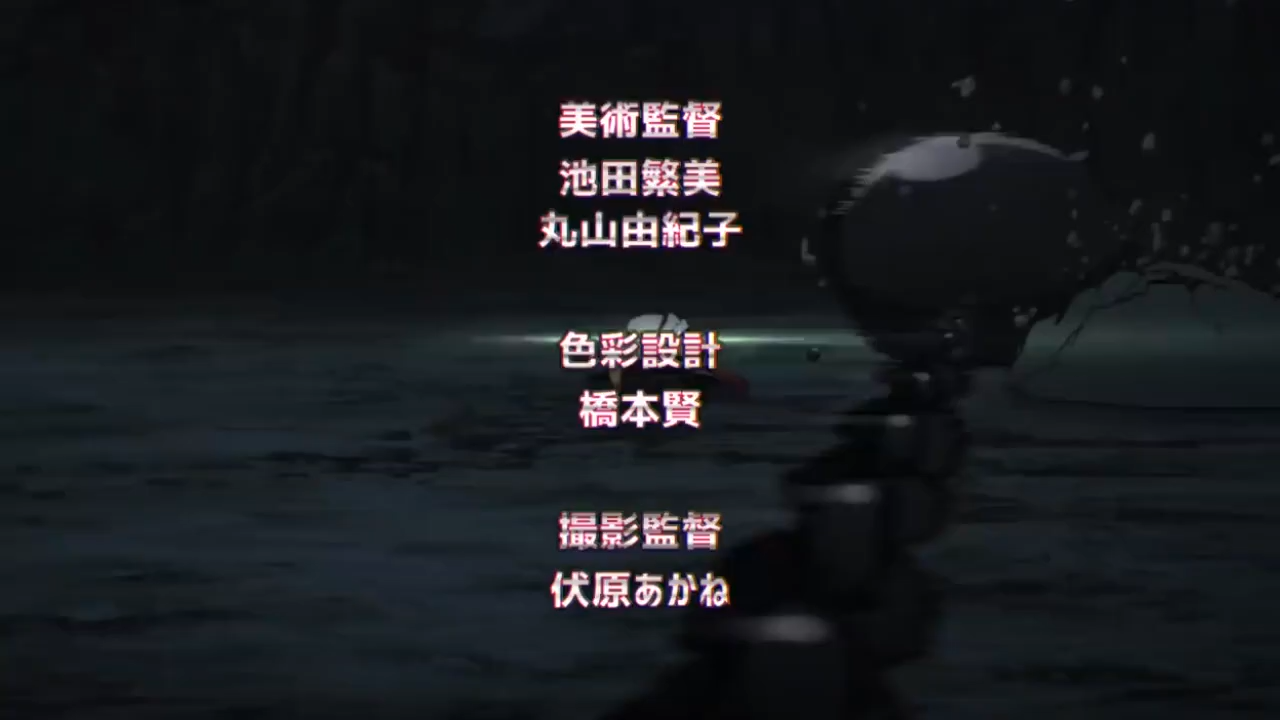 美術監督
池田繁美
丸山由紀子
色彩設計
橋本賢
撮影監督
伏原あかね